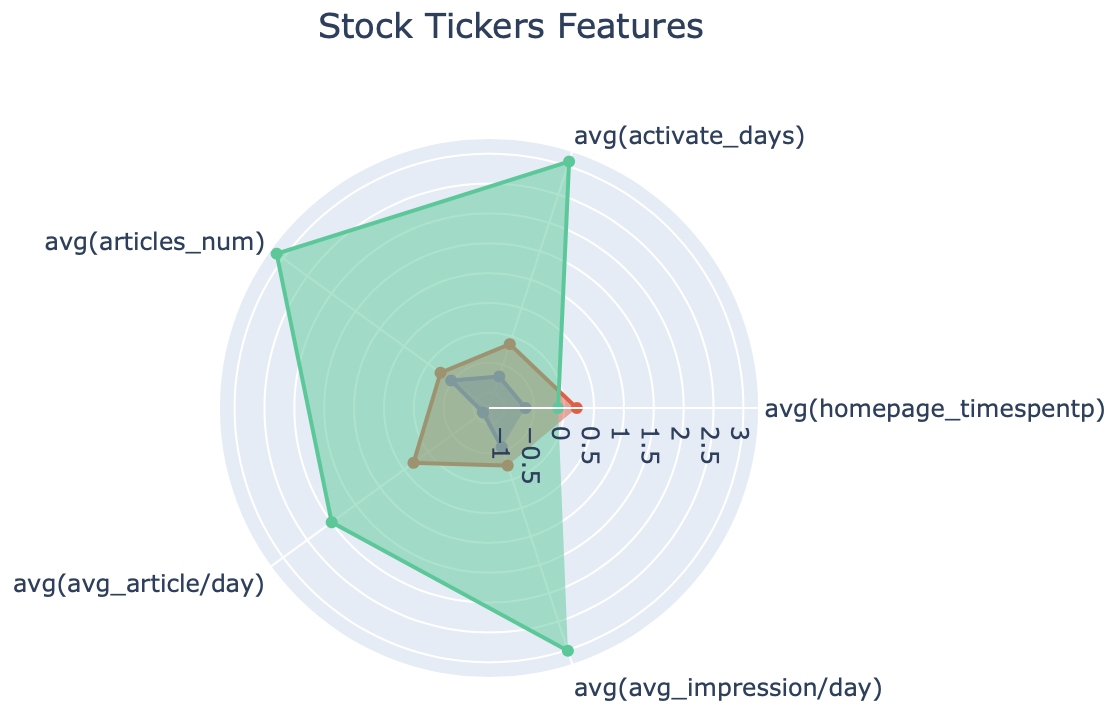 Stock Tickers Features
avg(activate_days)
avg(articles_num)
avg(homepage_timespentp)
−1
−0.5
0
0.5
1
1.5
2
2.5
3
avg(avg_article/day)
avg(avg_impression/day)